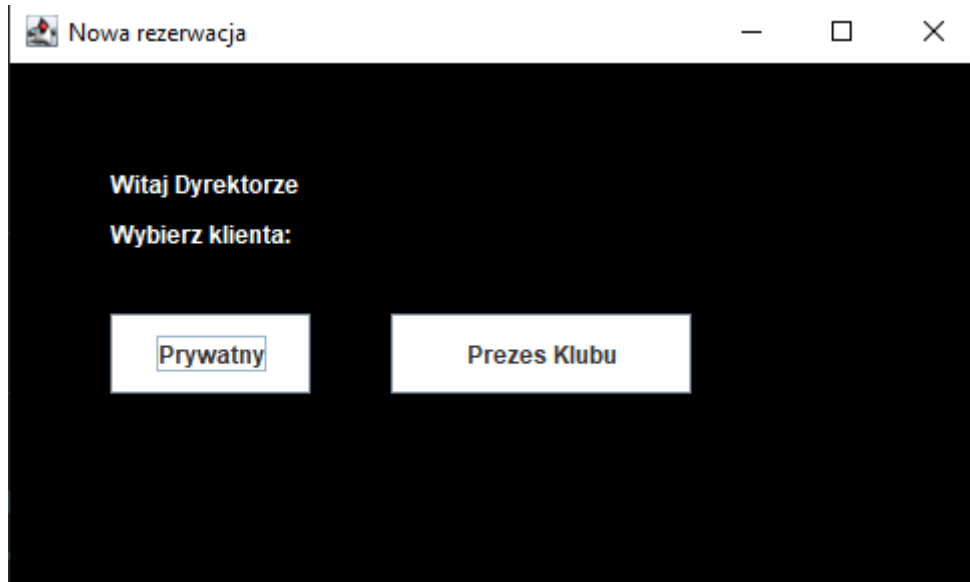 Nowa rezerwacja
Witaj Dyrektorze
Wybierz klienta:
Prywatny Prezes Klubu